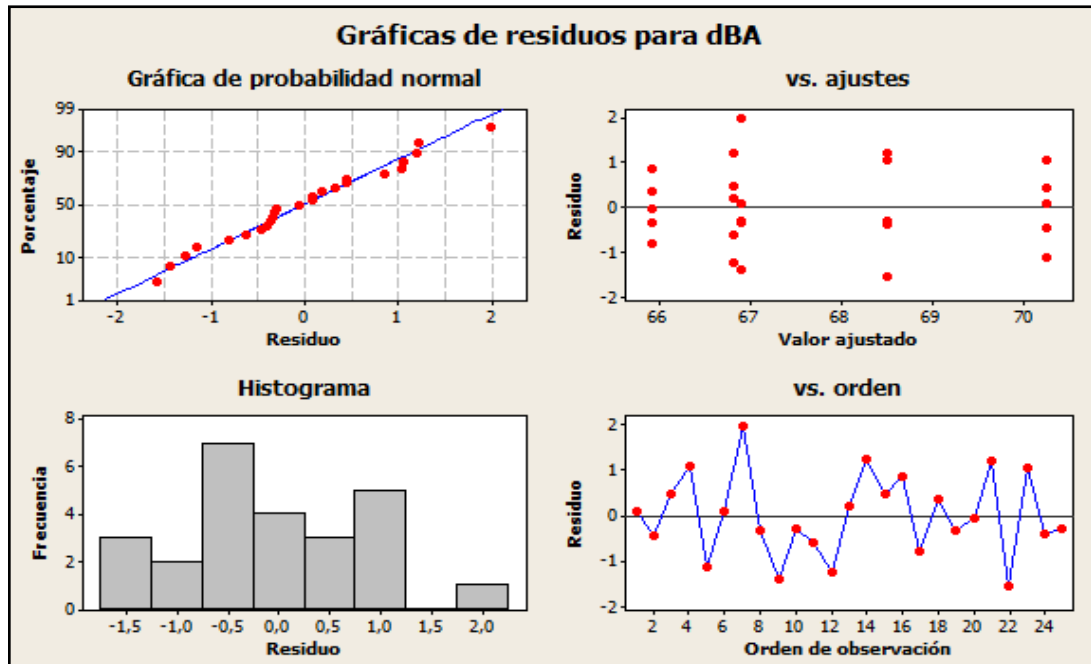 Gráficas de residuos para dBA
Gráfica de probabilidad normal
99
90
50
10
1
Porcentaje
-2 -1 0 1 2
Residuo
vs. ajustes
2
1
0
-1
-2
Residuo
66 67 68 69 70
Valor ajustado
Histograma
8
6
4
2
0
Frecuencia
-1,5 -1,0 -0,5 0,0 0,5 1,0 1,5 2,0
Residuo
vs. orden
2
1
0
-1
-2
Residuo
2 4 6 8 10 12 14 16 18 20 22 24
Orden de observación